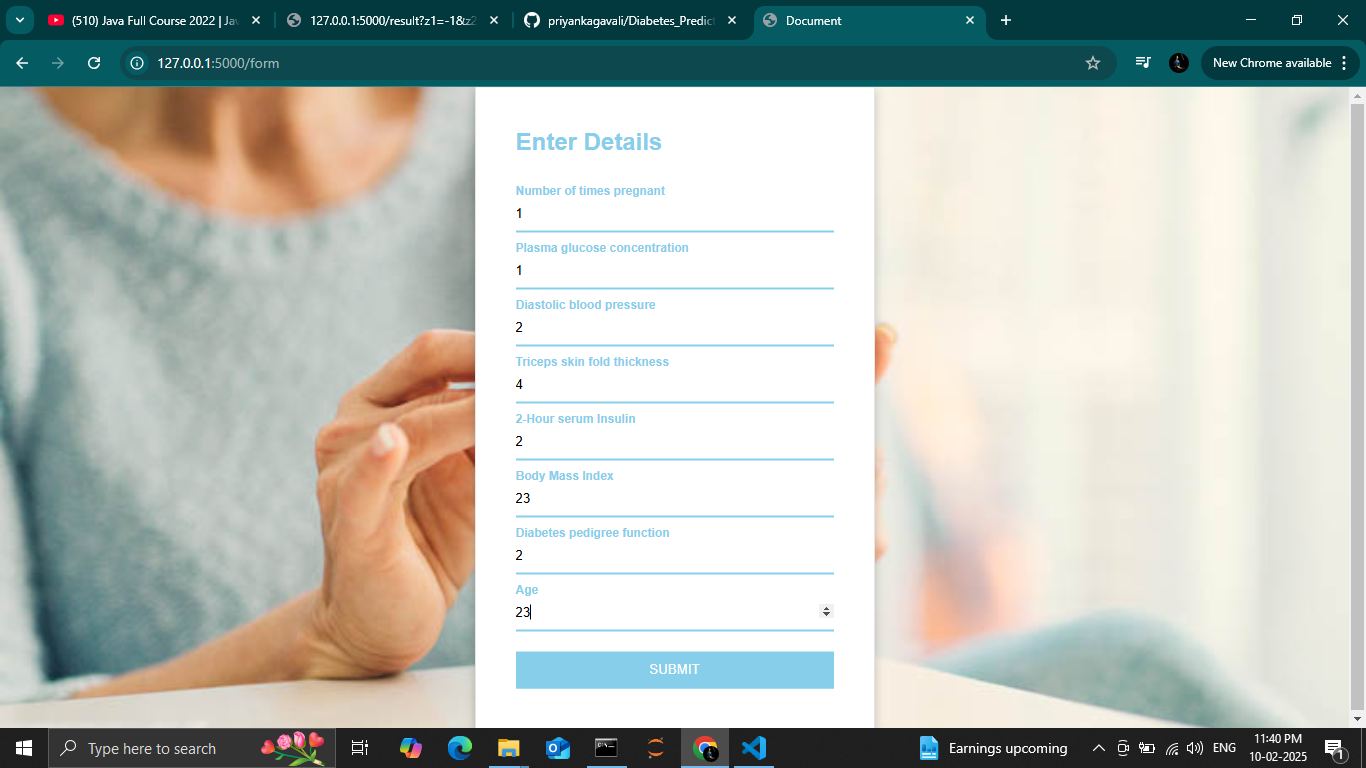 (510) Java Full Course 2022 | Jav
127.0.0.1:5000/result?z1=-1&z2
priyankagavali/Diabetes_Predict
Document
127.0.0.1:5000/form
New Chrome available
Enter Details
Number of times pregnant
1
Plasma glucose concentration
1
Diastolic blood pressure
2
Triceps skin fold thickness
4
2-Hour serum Insulin
2
Body Mass Index
23
Diabetes pedigree function
2
Age
23
SUBMIT
Type here to search
Earnings upcoming
ENG
11:40 PM
10-02-2025
1